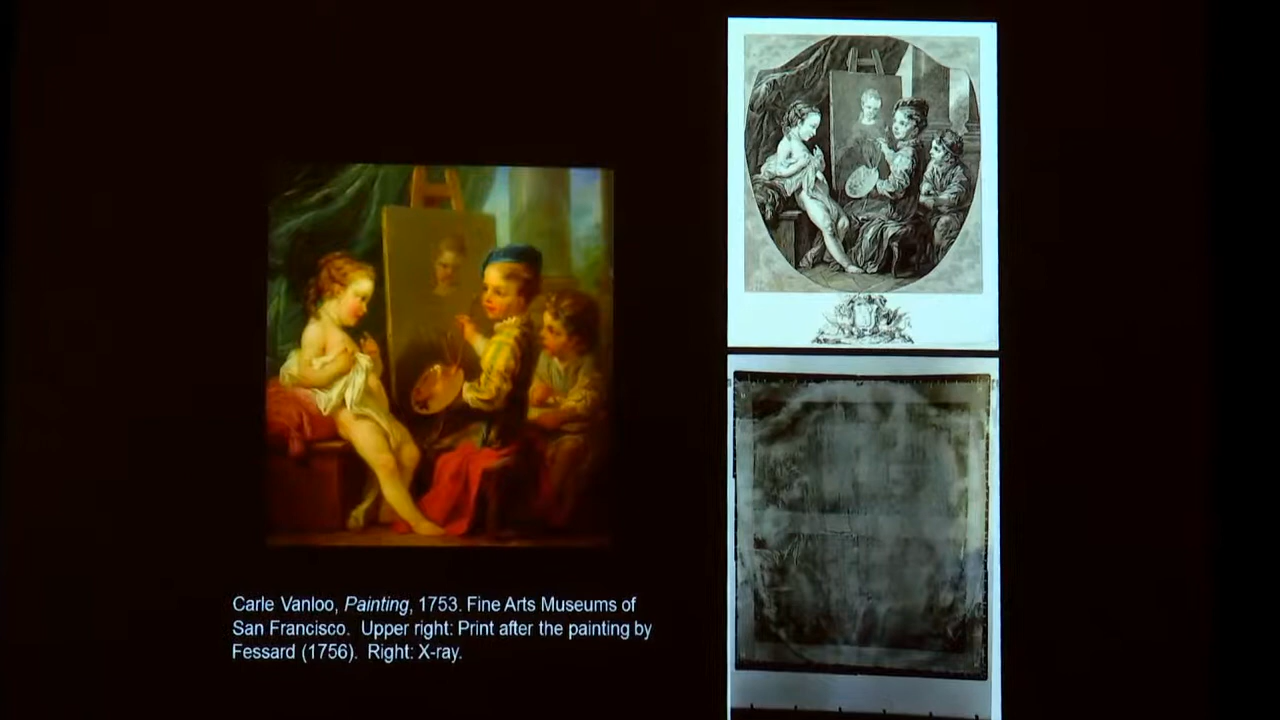 Carle Vanloo, Painting, 1753. Fine Arts Museums of
San Francisco.  Upper right: Print after the painting by
Fessard (1756).  Right: X-ray.